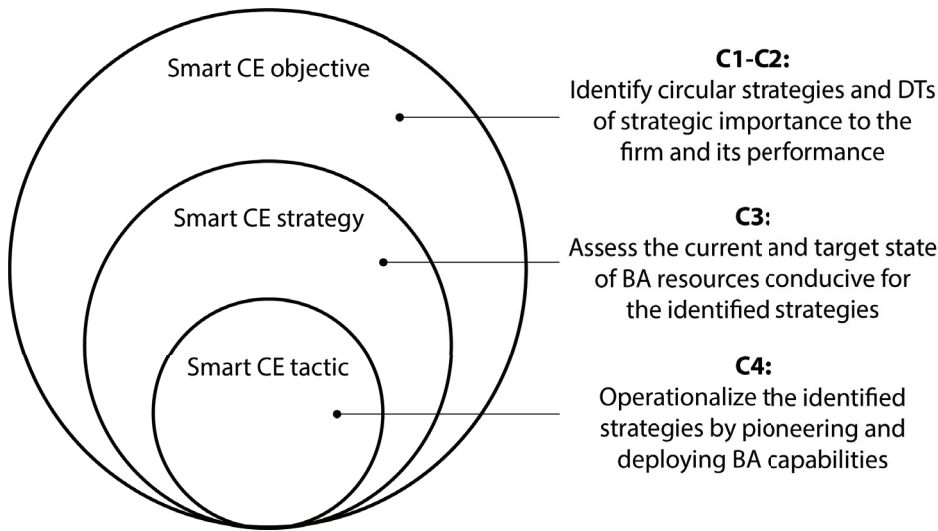 Smart CE objective
C1-C2:
Identify circular strategies and DTs
of strategic importance to the
firm and its performance
Smart CE strategy
C3:
Assess the current and target state
of BA resources conducive for
the identified strategies
Smart CE tactic
C4:
Operationalize the identified
strategies by pioneering and
deploying BA capabilities